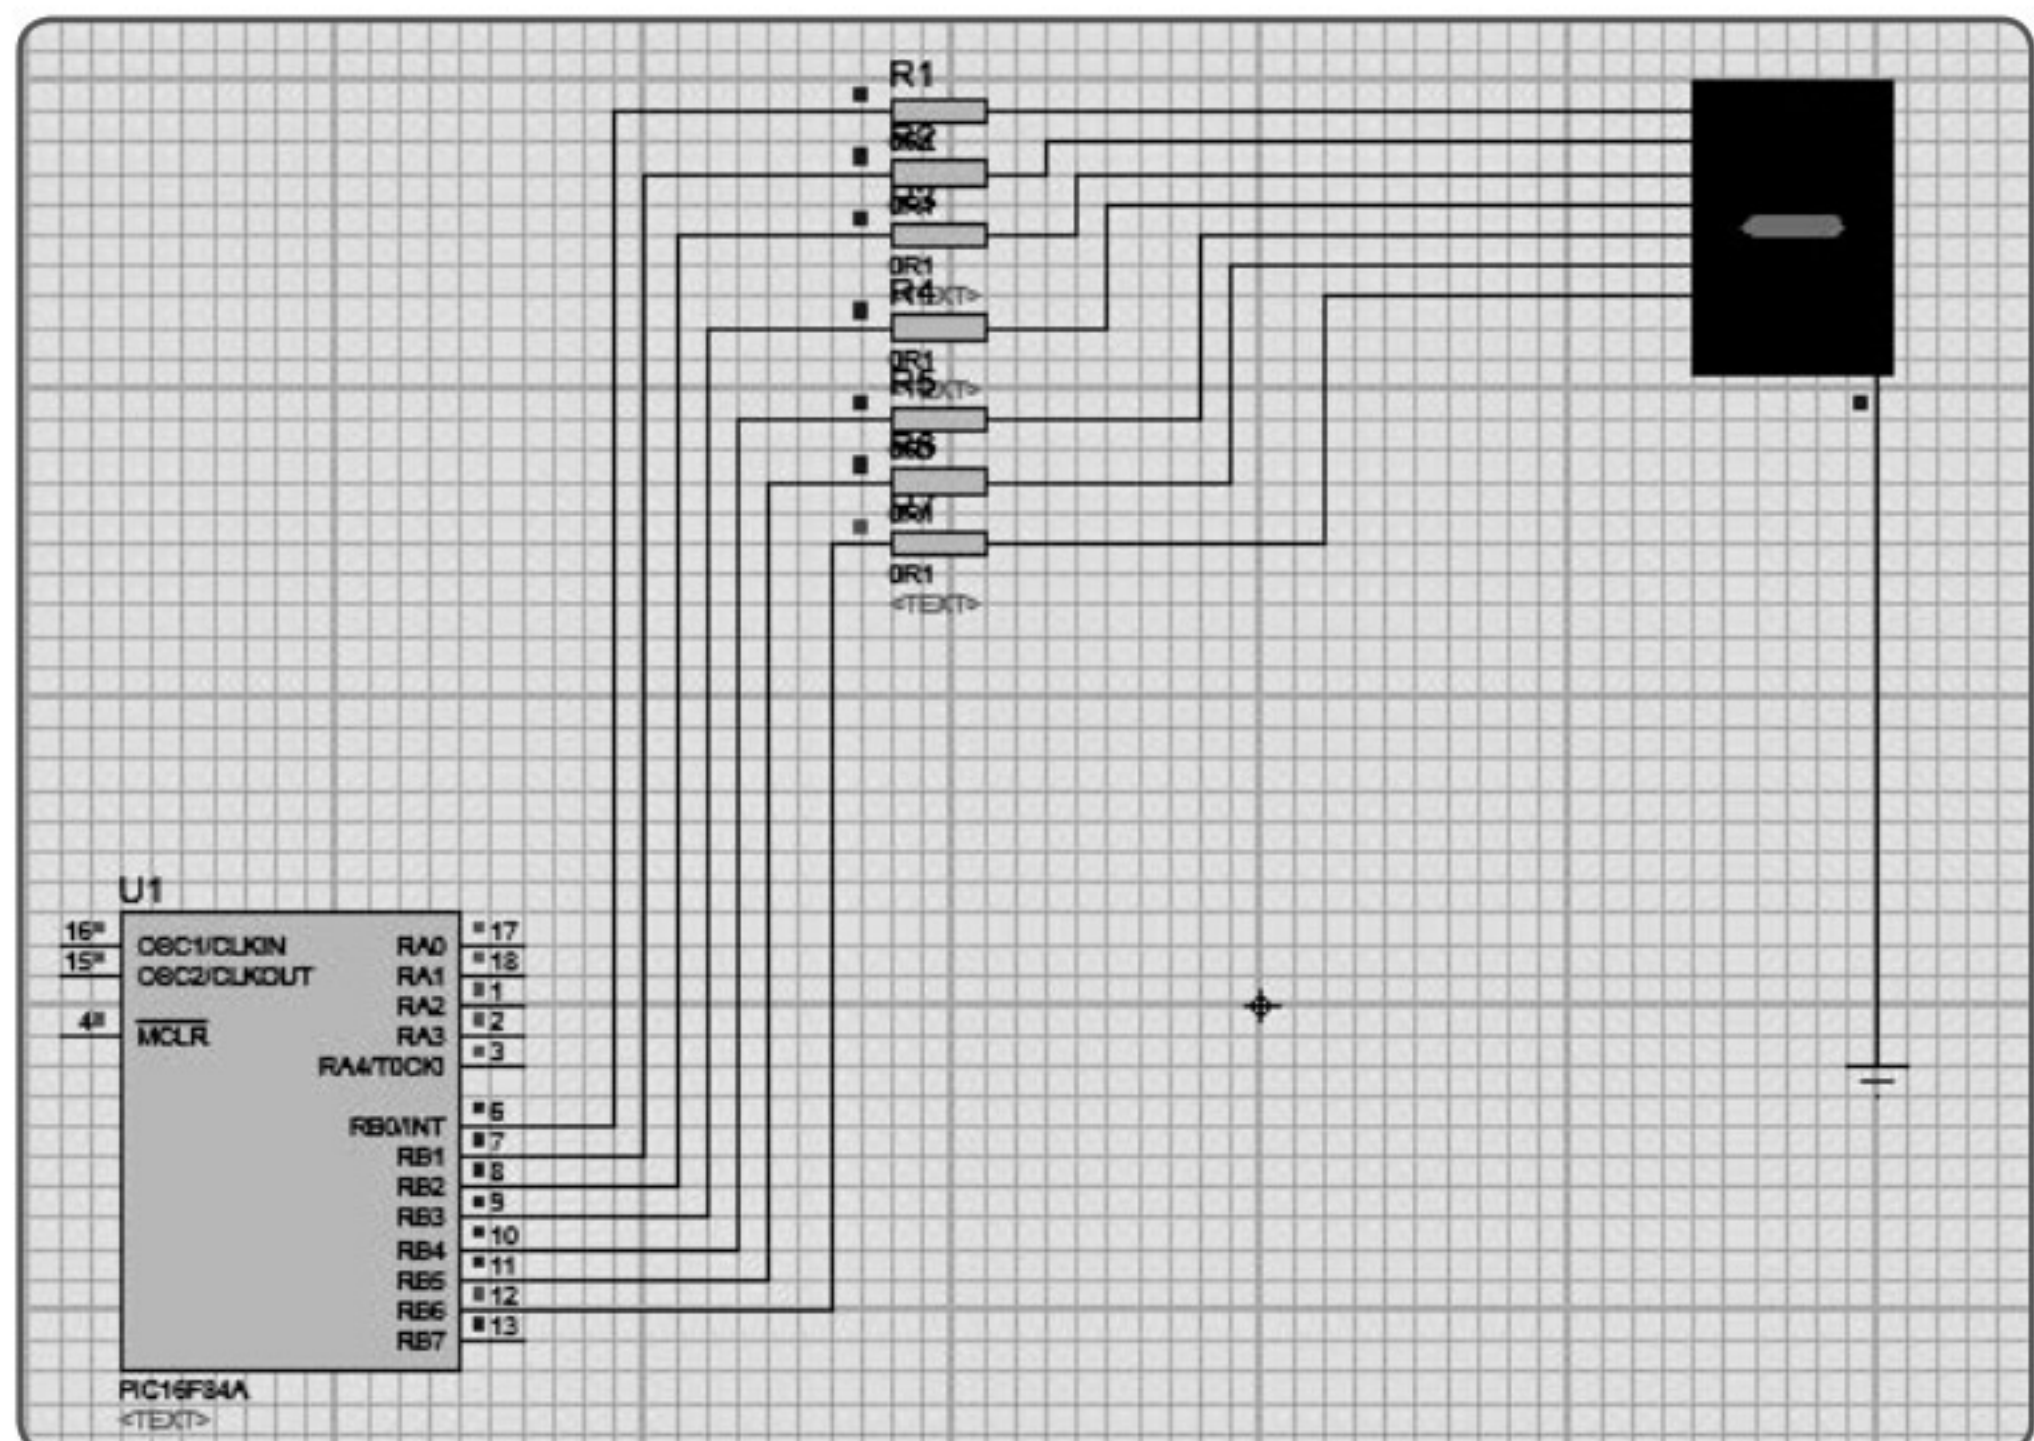 R1
0R1
<TEXT>
R4
0R1
<TEXT>
R5
0R1
<TEXT>
U1
16 OSC1/CLKIN RA0 17
15 OSC2/CLKOUT RA1 18
RA2 1
4 MCLR RA3 2
RA4/T0CKI 3
RB0/INT 6
RB1 7
RB2 8
RB3 9
RB4 10
RB5 11
RB6 12
RB7 13
PIC16F84A
<TEXT>